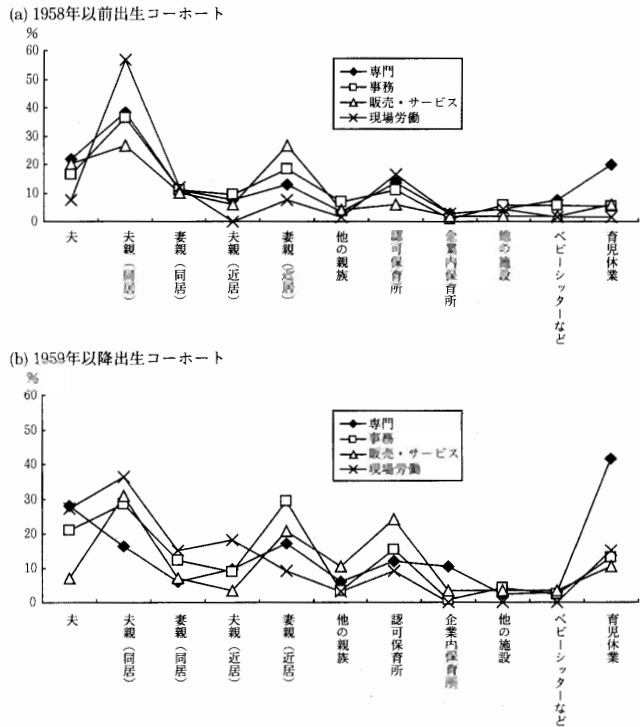 (a) 1958年以前出生コーホート
%
60
50
40
30
20
10
0
専門
事務
販売・サービス
現場労働
夫
夫親(同居)
妻親(同居)
夫親(近居)
妻親(近居)
他の親族
認可保育所
企業内保育所
他の施設
ベビーシッターなど
育児休業
(b) 1959年以降出生コーホート
%
60
50
40
30
20
10
0
専門
事務
販売・サービス
現場労働
夫
夫親(同居)
妻親(同居)
夫親(近居)
妻親(近居)
他の親族
認可保育所
企業内保育所
他の施設
ベビーシッターなど
育児休業